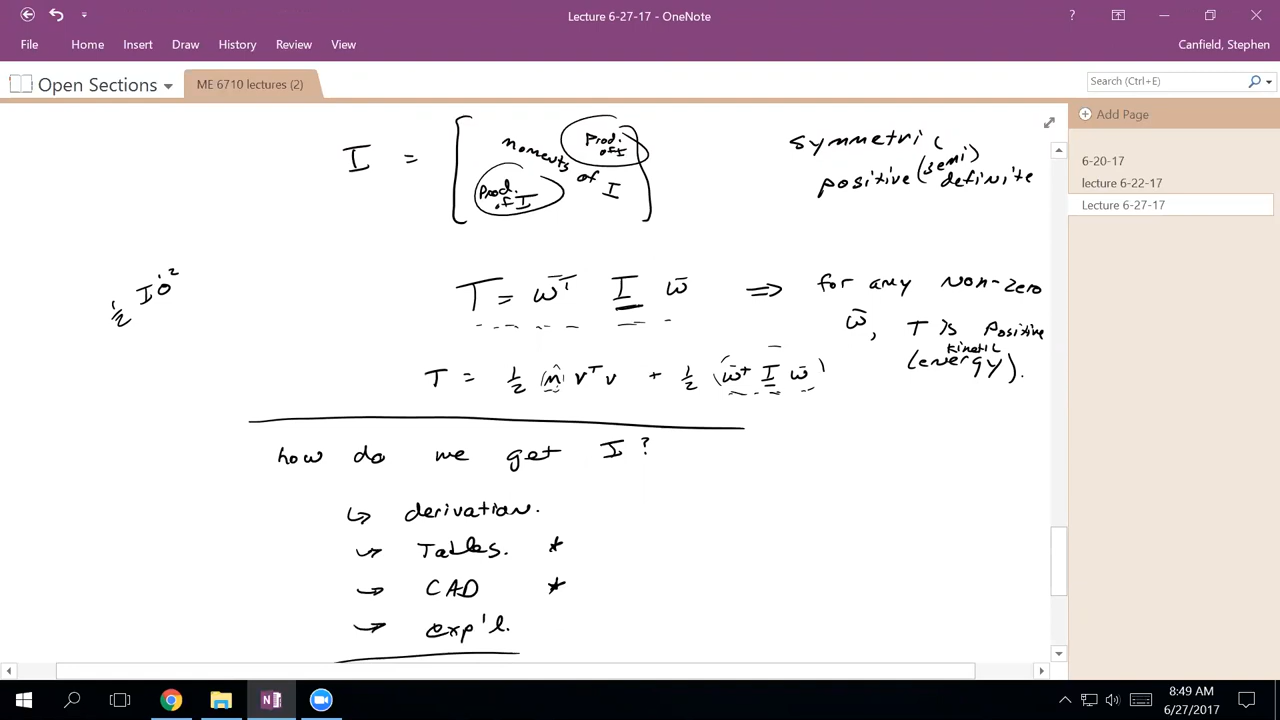 Lecture 6-27-17 - OneNote
?
File Home Insert Draw History Review View
Canfield, Stephen
Open Sections
ME 6710 lectures (2)
Search (Ctrl+E)
Add Page
6-20-17
lecture 6-22-17
Lecture 6-27-17
I = [ moments of I ]
Prod. of I
Prod. of I
symmetric
positive (semi) definite
½ I θ̇²
T = ω̄ᵀ I ω̄ ⇒ for any non-zero
ω̄, T is positive
kinetic
(energy).
T = ½ m vᵀ v + ½ (ω̄ᵀ I ω̄)
how do we get I?
↳ derivation.
↳ Tables. *
→ CAD *
→ exp'l.
8:49 AM
6/27/2017